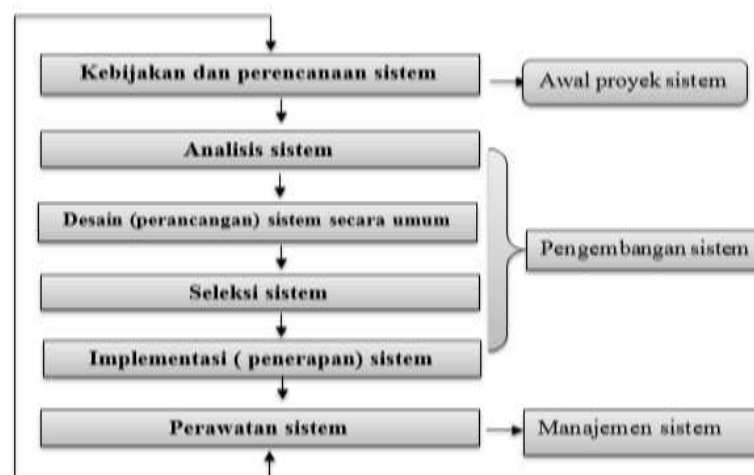 Kebijakan dan perencanaan sistem
Awal proyek sistem
Analisis sistem
Desain (perancangan) sistem secara umum
Pengembangan sistem
Seleksi sistem
Implementasi ( penerapan) sistem
Perawatan sistem
Manajemen sistem